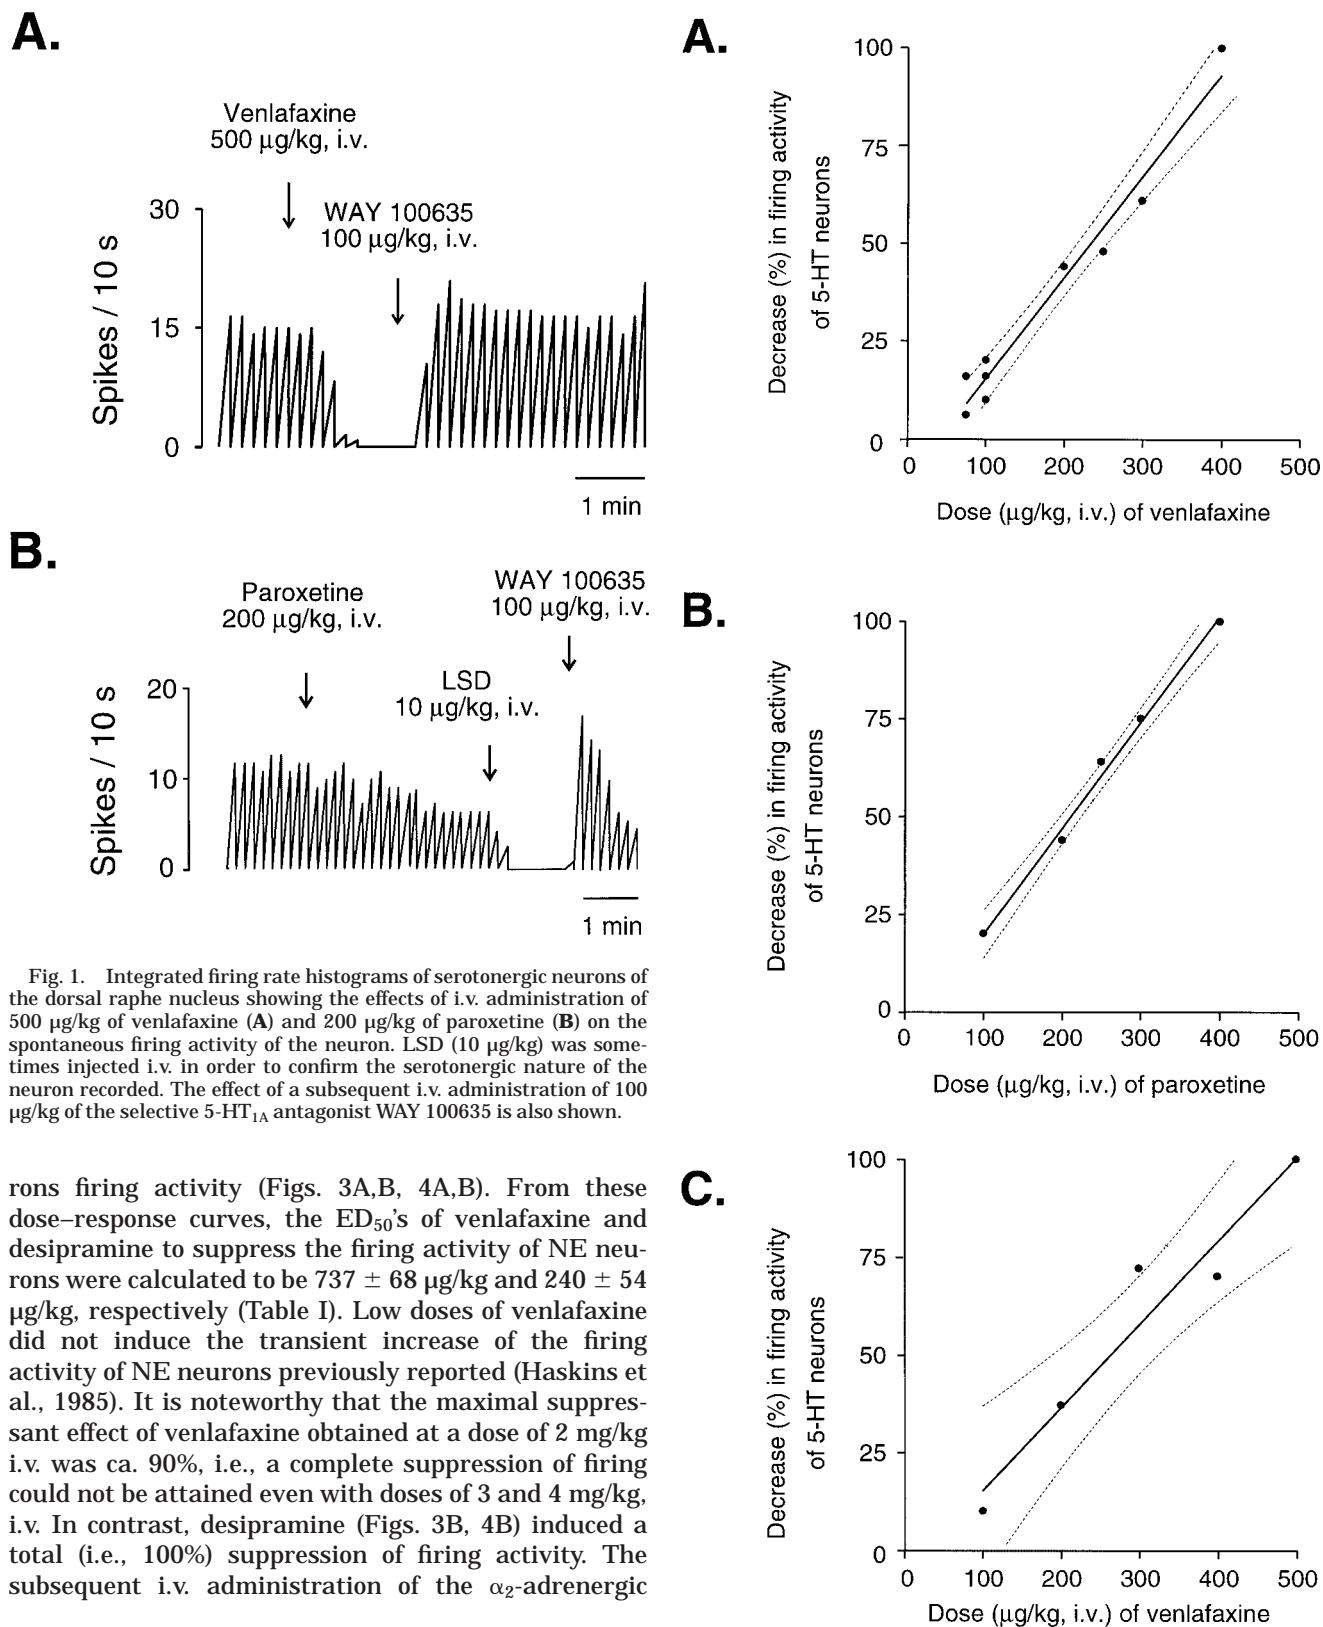 A.
Venlafaxine
500 µg/kg, i.v.
WAY 100635
100 µg/kg, i.v.
30
15
0
Spikes / 10 s
1 min
B.
Paroxetine
200 µg/kg, i.v.
WAY 100635
100 µg/kg, i.v.
LSD
10 µg/kg, i.v.
20
10
0
Spikes / 10 s
1 min
Fig. 1. Integrated firing rate histograms of serotonergic neurons of
the dorsal raphe nucleus showing the effects of i.v. administration of
500 µg/kg of venlafaxine (A) and 200 µg/kg of paroxetine (B) on the
spontaneous firing activity of the neuron. LSD (10 µg/kg) was some-
times injected i.v. in order to confirm the serotonergic nature of the
neuron recorded. The effect of a subsequent i.v. administration of 100
µg/kg of the selective 5-HT1A antagonist WAY 100635 is also shown.
rons firing activity (Figs. 3A,B, 4A,B). From these
dose–response curves, the ED50's of venlafaxine and
desipramine to suppress the firing activity of NE neu-
rons were calculated to be 737 ± 68 µg/kg and 240 ± 54
µg/kg, respectively (Table I). Low doses of venlafaxine
did not induce the transient increase of the firing
activity of NE neurons previously reported (Haskins et
al., 1985). It is noteworthy that the maximal suppres-
sant effect of venlafaxine obtained at a dose of 2 mg/kg
i.v. was ca. 90%, i.e., a complete suppression of firing
could not be attained even with doses of 3 and 4 mg/kg,
i.v. In contrast, desipramine (Figs. 3B, 4B) induced a
total (i.e., 100%) suppression of firing activity. The
subsequent i.v. administration of the α2-adrenergic
A.
Decrease (%) in firing activity
of 5-HT neurons
100
75
50
25
0
0 100 200 300 400 500
Dose (µg/kg, i.v.) of venlafaxine
B.
Decrease (%) in firing activity
of 5-HT neurons
100
75
50
25
0
0 100 200 300 400 500
Dose (µg/kg, i.v.) of paroxetine
C.
Decrease (%) in firing activity
of 5-HT neurons
100
75
50
25
0
0 100 200 300 400 500
Dose (µg/kg, i.v.) of venlafaxine